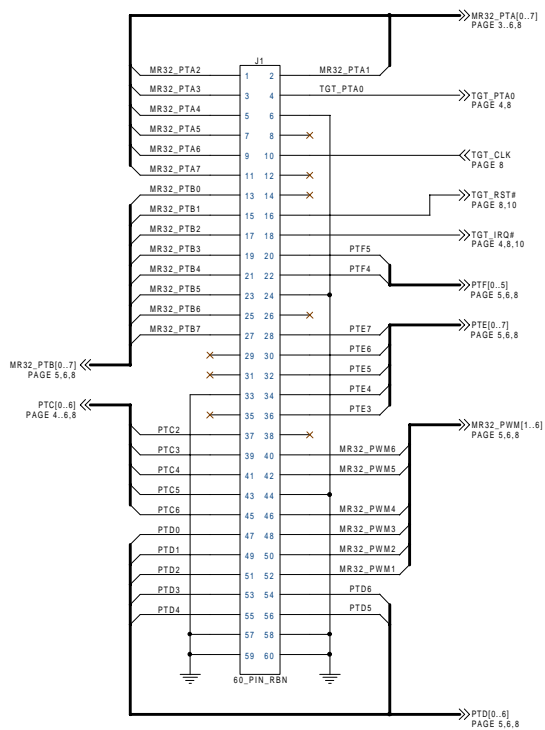 MR32_PTA[0..7]
PAGE 3..6,8
J1
MR32_PTA2 1 2 MR32_PTA1
MR32_PTA3 3 4 TGT_PTA0
TGT_PTA0
PAGE 4,8
MR32_PTA4 5 6
MR32_PTA5 7 8
MR32_PTA6 9 10
TGT_CLK
PAGE 8
MR32_PTA7 11 12
MR32_PTB0 13 14
TGT_RST#
PAGE 8,10
MR32_PTB1 15 16
MR32_PTB2 17 18
TGT_IRQ#
PAGE 4,8,10
MR32_PTB3 19 20 PTF5
MR32_PTB4 21 22 PTF4
PTF[0..5]
PAGE 5,6,8
MR32_PTB5 23 24
MR32_PTB6 25 26
PTE[0..7]
PAGE 5,6,8
MR32_PTB7 27 28 PTE7
29 30 PTE6
MR32_PTB[0..7]
PAGE 5,6,8
31 32 PTE5
33 34 PTE4
PTC[0..6]
PAGE 4..6,8
35 36 PTE3
MR32_PWM[1..6]
PAGE 5,6,8
PTC2 37 38
PTC3 39 40 MR32_PWM6
PTC4 41 42 MR32_PWM5
PTC5 43 44
PTC6 45 46 MR32_PWM4
PTD0 47 48 MR32_PWM3
PTD1 49 50 MR32_PWM2
PTD2 51 52 MR32_PWM1
PTD3 53 54 PTD6
PTD4 55 56 PTD5
57 58
59 60
60_PIN_RBN
PTD[0..6]
PAGE 5,6,8